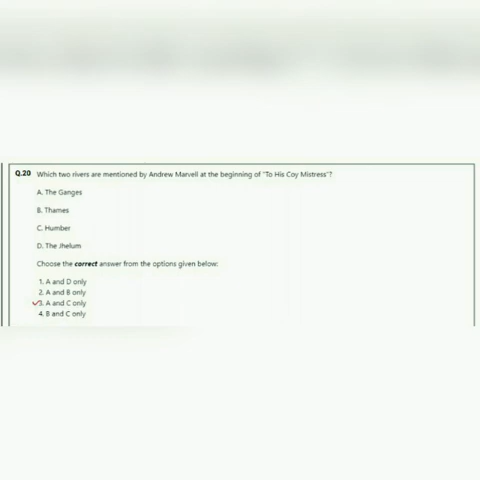 Q.20 Which two rivers are mentioned by Andrew Marvell at the beginning of "To His Coy Mistress"?
A. The Ganges
B. Thames
C. Humber
D. The Jhelum
Choose the correct answer from the options given below:
1. A and D only
2. A and B only
3. A and C only
4. B and C only